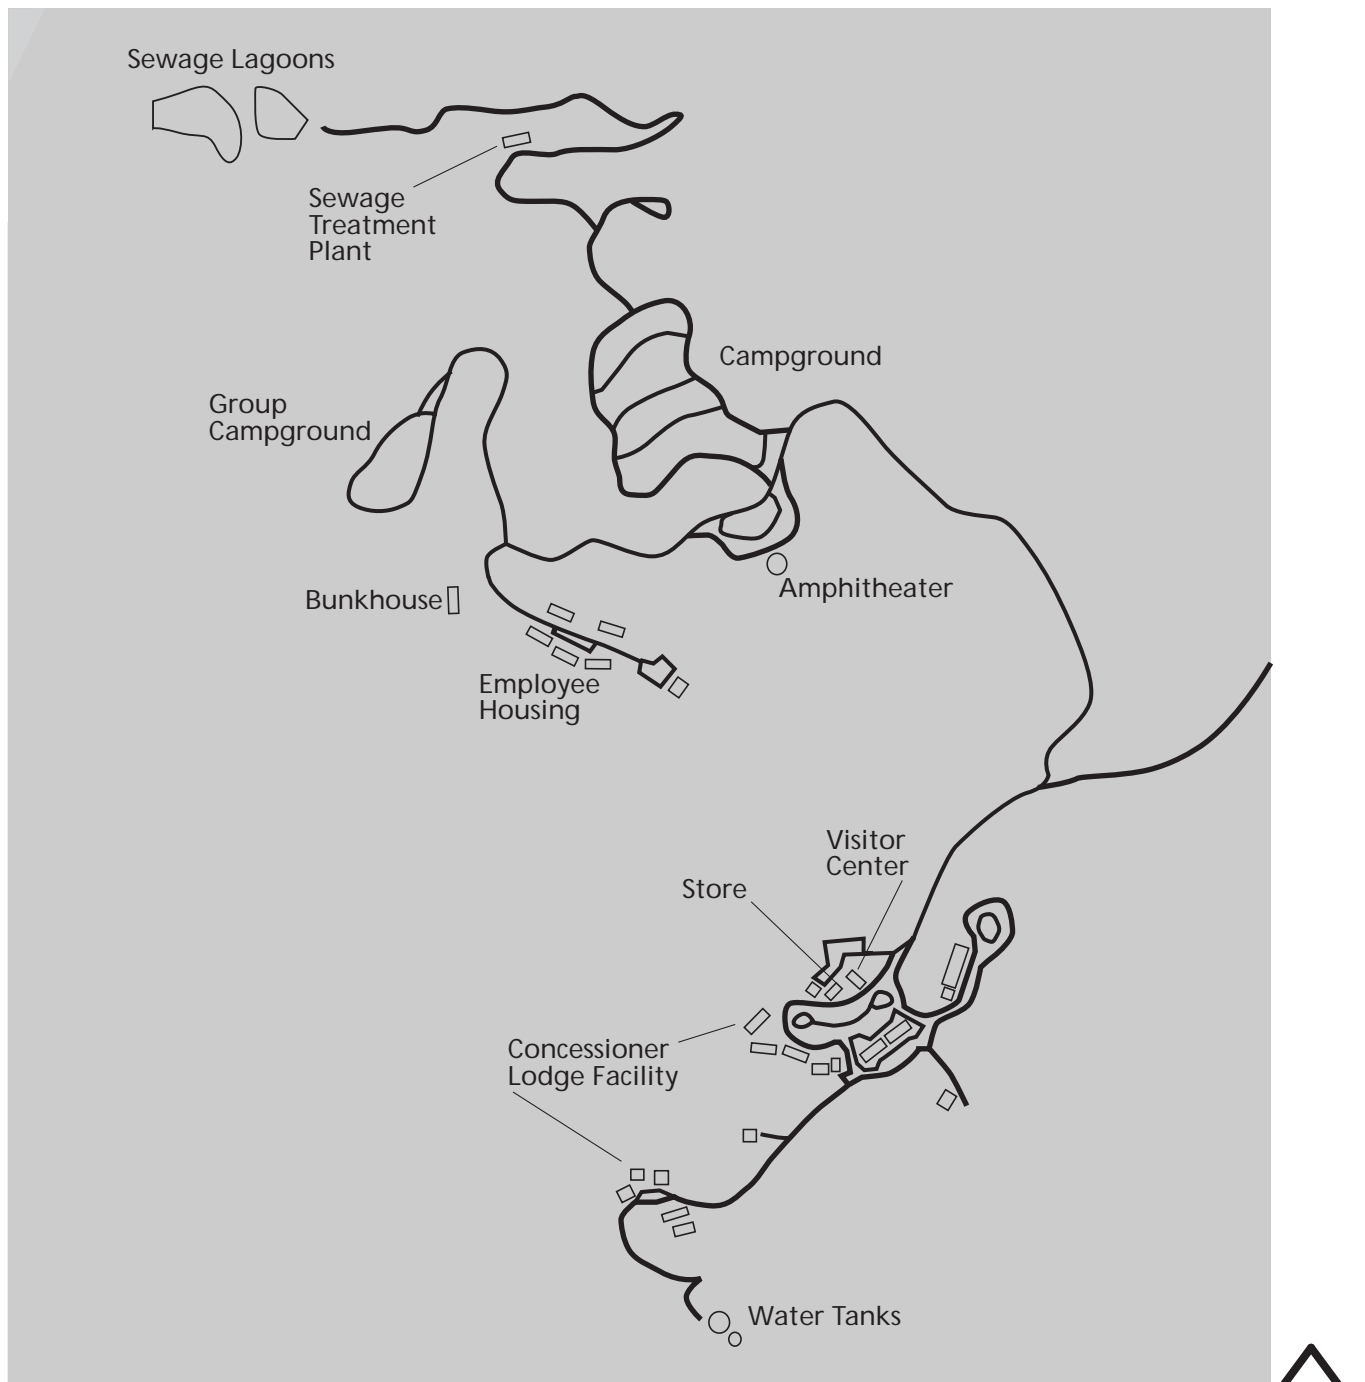 Sewage Lagoons
Sewage
Treatment
Plant
Campground
Group
Campground
Bunkhouse
Amphitheater
Employee
Housing
Visitor
Center
Store
Concessioner
Lodge Facility
Water Tanks